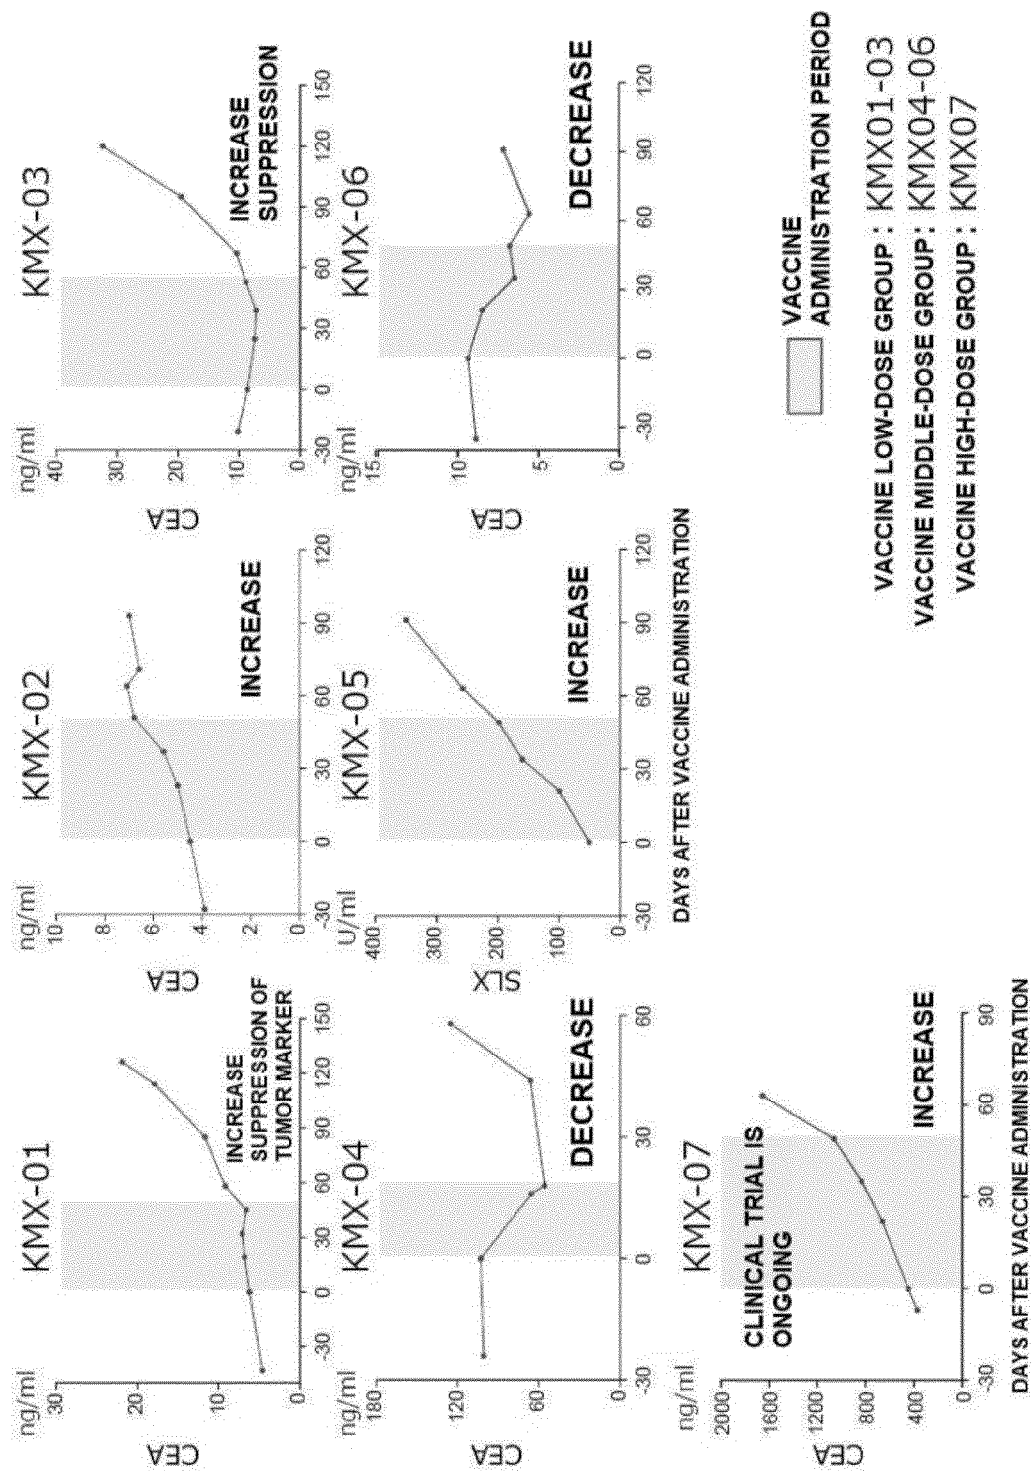 KMX-01
ng/ml
CEA
30
20
10
0
-30
0
30
60
90
120
150
INCREASE
SUPPRESSION OF
TUMOR MARKER
KMX-02
ng/ml
CEA
10
8
6
4
2
0
-30
0
30
60
90
120
INCREASE
KMX-03
ng/ml
CEA
40
30
20
10
0
-30
0
30
60
90
120
150
INCREASE
SUPPRESSION
KMX-04
ng/ml
CEA
180
120
60
0
-30
0
30
60
DECREASE
KMX-05
U/ml
SLX
400
300
200
100
0
-30
0
30
60
90
120
INCREASE
DAYS AFTER VACCINE ADMINISTRATION
KMX-06
ng/ml
CEA
15
10
5
0
-30
0
30
60
90
120
DECREASE
KMX-07
ng/ml
CEA
2000
1600
1200
800
400
0
-30
0
30
60
90
CLINICAL TRIAL IS
ONGOING
INCREASE
DAYS AFTER VACCINE ADMINISTRATION
VACCINE
ADMINISTRATION PERIOD
VACCINE LOW-DOSE GROUP : KMX01-03
VACCINE MIDDLE-DOSE GROUP: KMX04-06
VACCINE HIGH-DOSE GROUP : KMX07